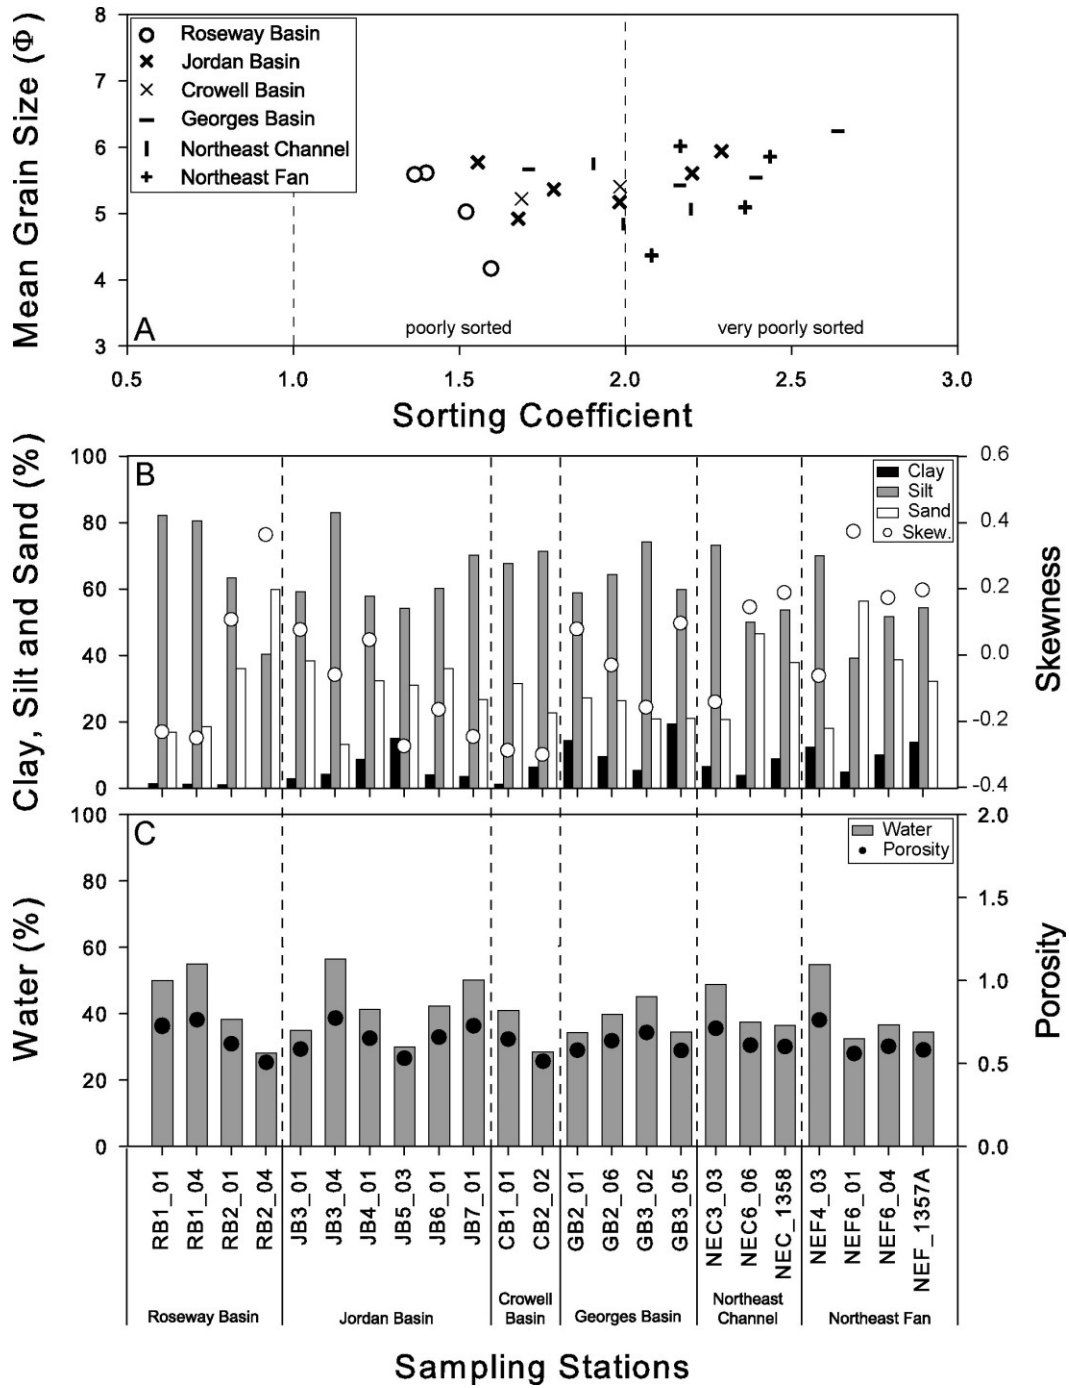 Mean Grain Size (Φ)
8
7
6
5
4
3
Roseway Basin
Jordan Basin
Crowell Basin
Georges Basin
Northeast Channel
Northeast Fan
A
poorly sorted
very poorly sorted
0.5 1.0 1.5 2.0 2.5 3.0
Sorting Coefficient
Clay, Silt and Sand (%)
100
80
60
40
20
0
B
Clay
Silt
Sand
Skew.
0.6
0.4
0.2
0.0
-0.2
-0.4
Skewness
Water (%)
100
80
60
40
20
0
C
Water
Porosity
2.0
1.5
1.0
0.5
0.0
Porosity
RB1_01
RB1_04
RB2_01
RB2_04
JB3_01
JB3_04
JB4_01
JB5_03
JB6_01
JB7_01
CB1_01
CB2_02
GB2_01
GB2_06
GB3_02
GB3_05
NEC3_03
NEC6_06
NEC_1358
NEF4_03
NEF6_01
NEF6_04
NEF_1357A
Roseway Basin
Jordan Basin
Crowell
Basin
Georges Basin
Northeast
Channel
Northeast Fan
Sampling Stations